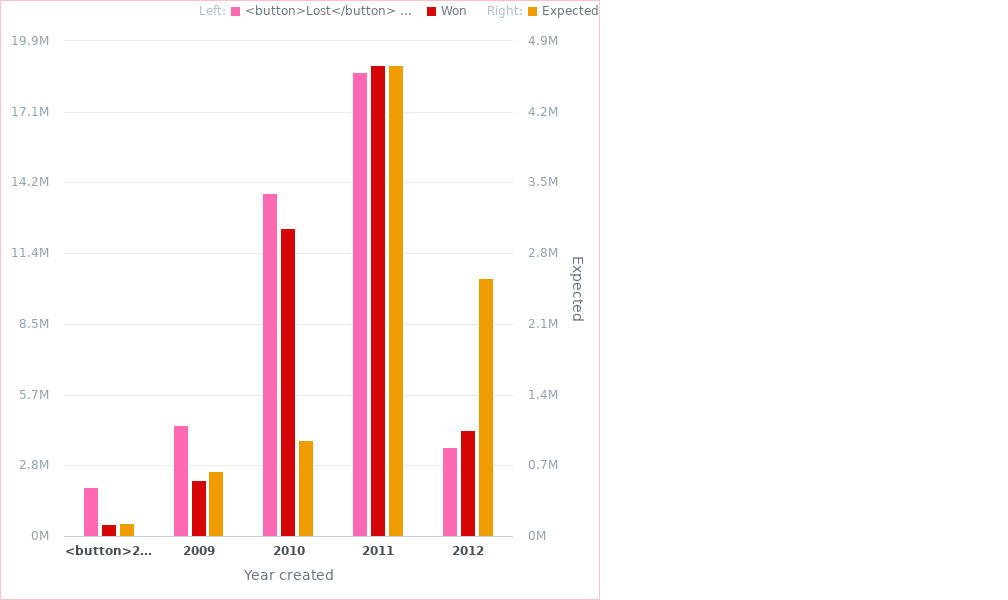 Left: <button>Lost</button> ... Won Right: Expected
19.9M 4.9M
17.1M 4.2M
14.2M 3.5M
11.4M 2.8M
8.5M 2.1M
5.7M 1.4M
2.8M 0.7M
0M 0M
Expected
<button>2... 2009 2010 2011 2012
Year created